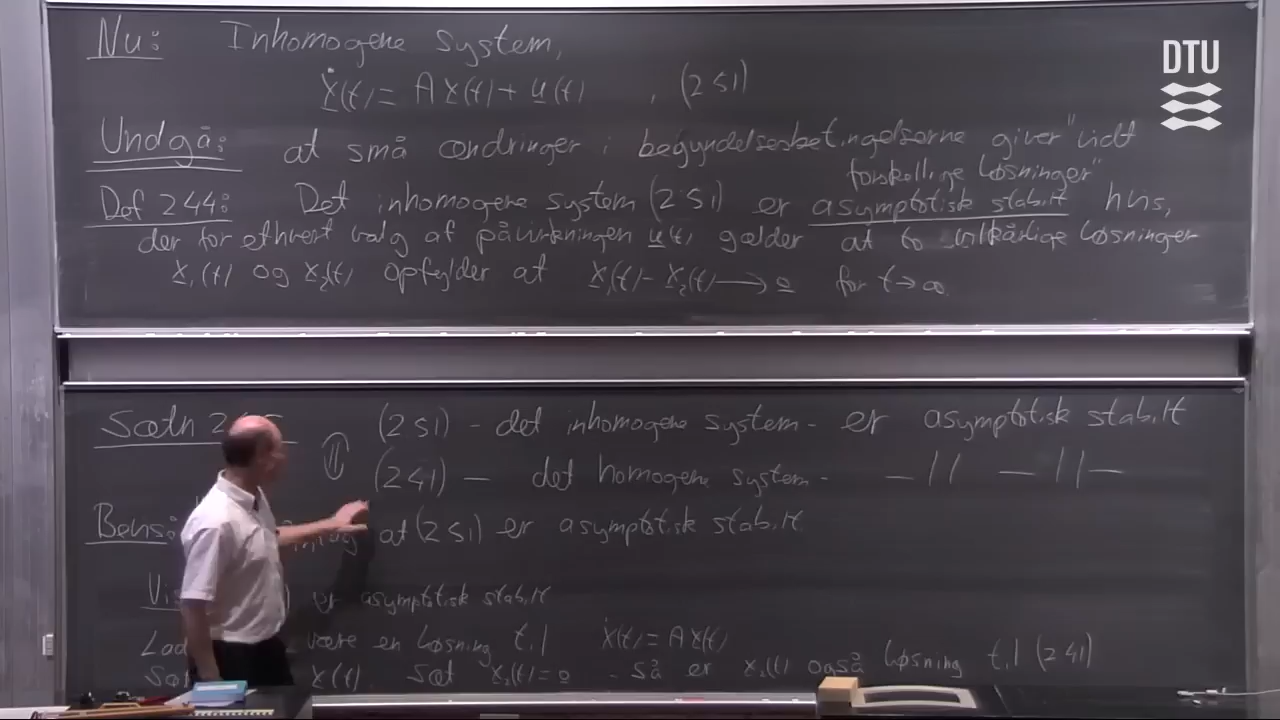 DTU
Nu: Inhomogene system,
ẋ(t) = A x(t) + u(t) , (2 51)
Undgå: at små ændringer i begyndelsesbetingelserne giver "vidt
forskellige løsninger"
Def 2 44: Det inhomogene system (2 51) er asymptotisk stabilt hvis,
der for ethvert valg af påvirkningen u(t) gælder at to vilkårlige løsninger
x₁(t) og x₂(t) opfylder at x₁(t) - x₂(t) → 0 for t → ∞
Sætn 2 (2 51) - det inhomogene system - er asymptotisk stabilt
⇕ (2 41) - det homogene system - - // - // -
Bevis: at (2 51) er asymptotisk stabilt
er asymptotisk stabilt
være en løsning til ẋ(t) = A x(t)
x(t) Sæt x₂(t) = 0 - så er x₂(t) også løsning til (2 41)